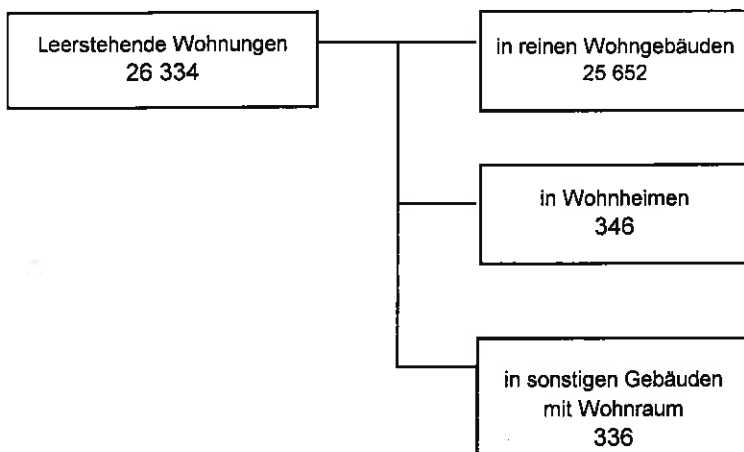 Leerstehende Wohnungen
26 334
in reinen Wohngebäuden
25 652
in Wohnheimen
346
in sonstigen Gebäuden
mit Wohnraum
336